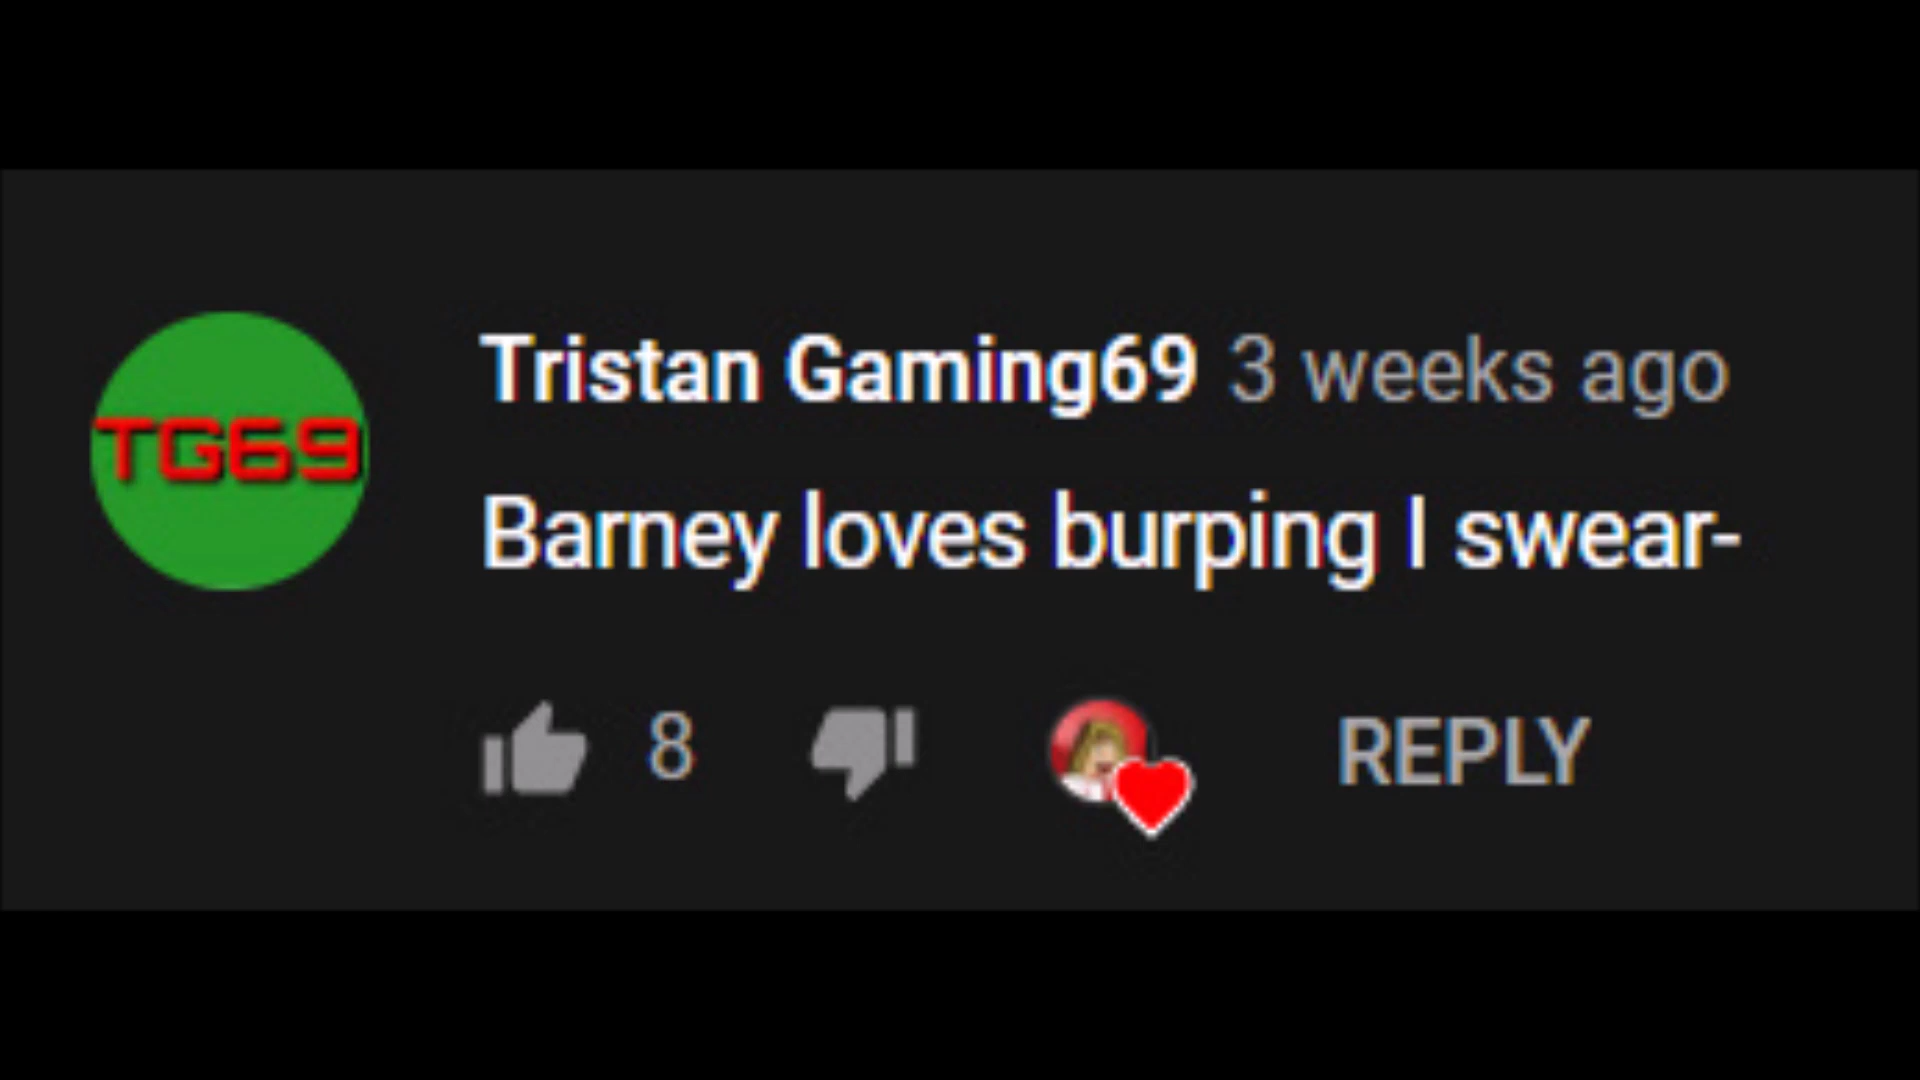 TG69
Tristan Gaming69 3 weeks ago
Barney loves burping I swear-
8 REPLY